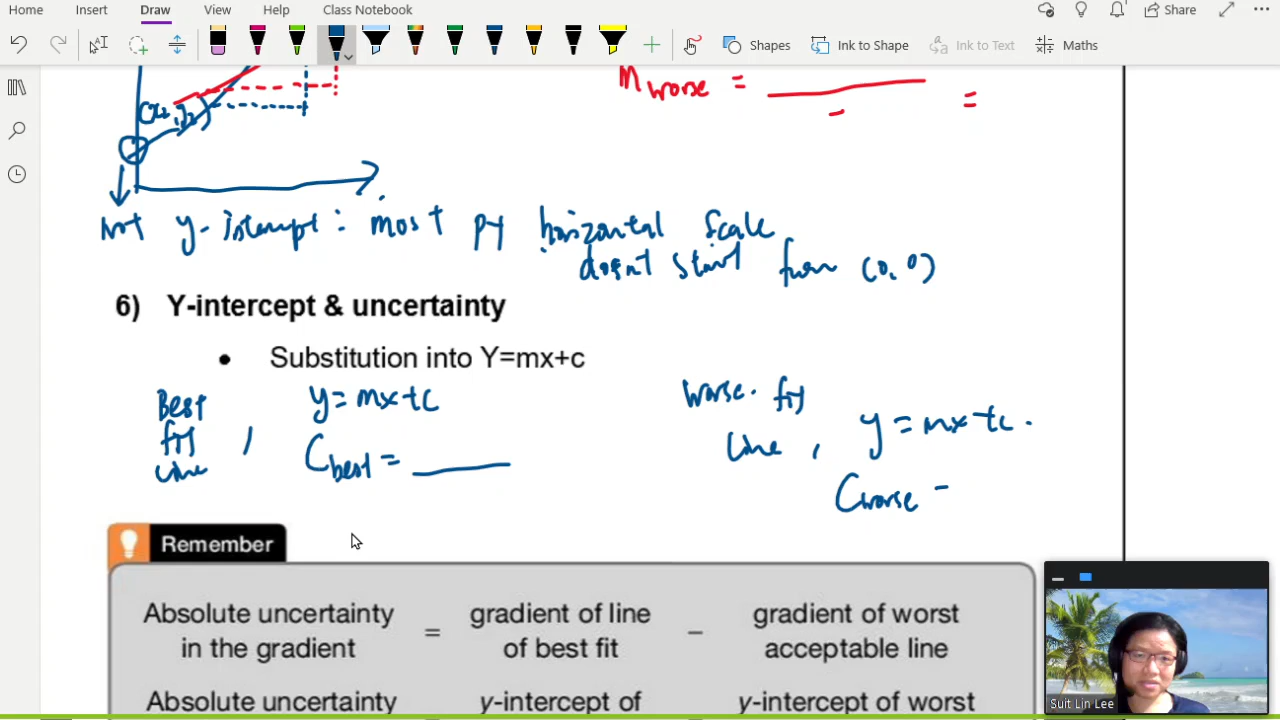 Home Insert Draw View Help Class Notebook
Share
Shapes
Ink to Shape
Ink to Text
Maths
(x2, y2)
Mworse = =
Not y-intercept : most py horizontal scale
doesn't start from (0, 0)
6) Y-intercept & uncertainty
• Substitution into Y=mx+c
Best fit line , y = mx+c
Cbest =
Worse fit line , y = mx+c.
Cworse =
Remember
Absolute uncertainty in the gradient = gradient of line of best fit − gradient of worst acceptable line
Absolute uncertainty = y-intercept of y-intercept of worst
Suit Lin Lee